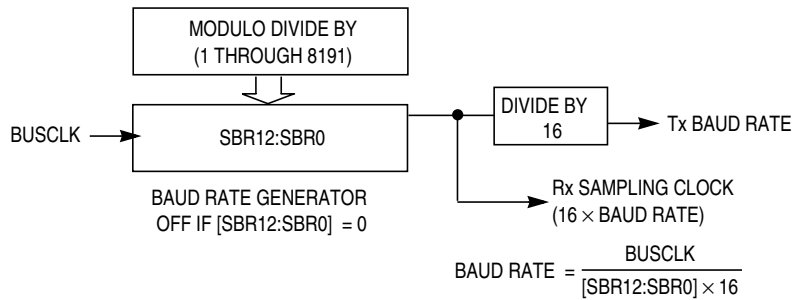 MODULO DIVIDE BY
(1 THROUGH 8191)
BUSCLK
SBR12:SBR0
DIVIDE BY
16
Tx BAUD RATE
BAUD RATE GENERATOR
OFF IF [SBR12:SBR0] = 0
Rx SAMPLING CLOCK
(16 × BAUD RATE)
BAUD RATE =
BUSCLK
[SBR12:SBR0] × 16